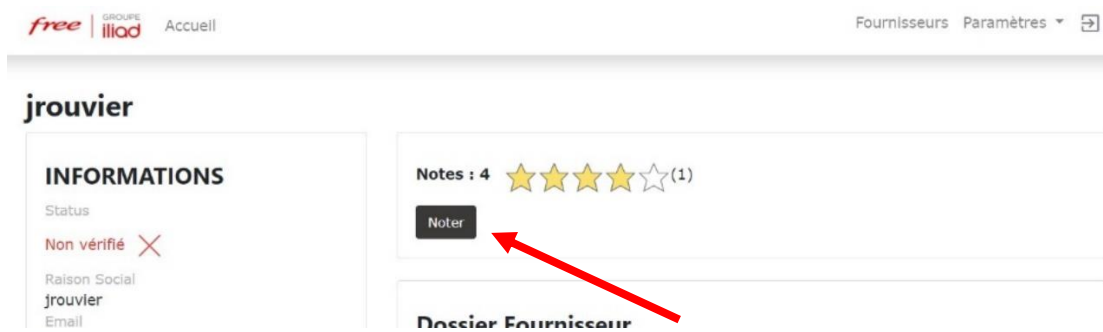 free GROUPE iliad Accueil Fournisseurs Paramètres
jrouvier
INFORMATIONS
Status
Non vérifié
Raison Social
jrouvier
Email
Notes : 4 (1)
Noter
Dossier Fournisseur